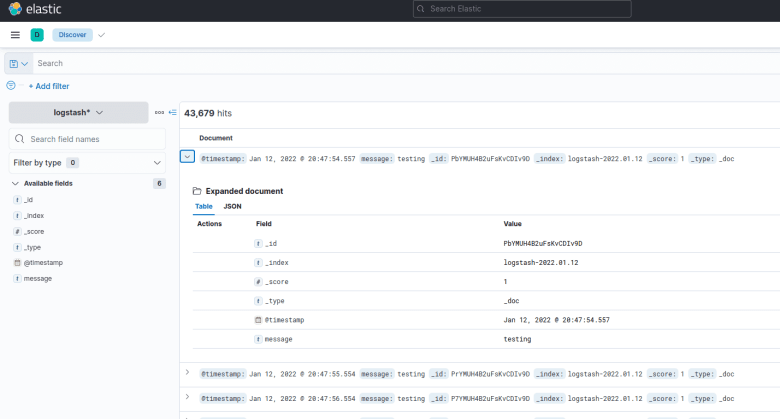 elastic
Search Elastic
D
Discover
Search
+ Add filter
logstash*
43,679 hits
Search field names
Document
Filter by type 0
@timestamp: Jan 12, 2022 @ 20:47:54.557 message: testing _id: PbYMUH4B2uFsKvCDIv9D _index: logstash-2022.01.12 _score: 1 _type: _doc
Available fields 6
t _id
t _index
# _score
t _type
@timestamp
t message
Expanded document
Table JSON
Actions Field Value
t _id PbYMUH4B2uFsKvCDIv9D
t _index logstash-2022.01.12
# _score 1
t _type _doc
@timestamp Jan 12, 2022 @ 20:47:54.557
t message testing
@timestamp: Jan 12, 2022 @ 20:47:55.554 message: testing _id: PrYMUH4B2uFsKvCDIv9D _index: logstash-2022.01.12 _score: 1 _type: _doc
@timestamp: Jan 12, 2022 @ 20:47:56.554 message: testing _id: P7YMUH4B2uFsKvCDIv9D _index: logstash-2022.01.12 _score: 1 _type: _doc